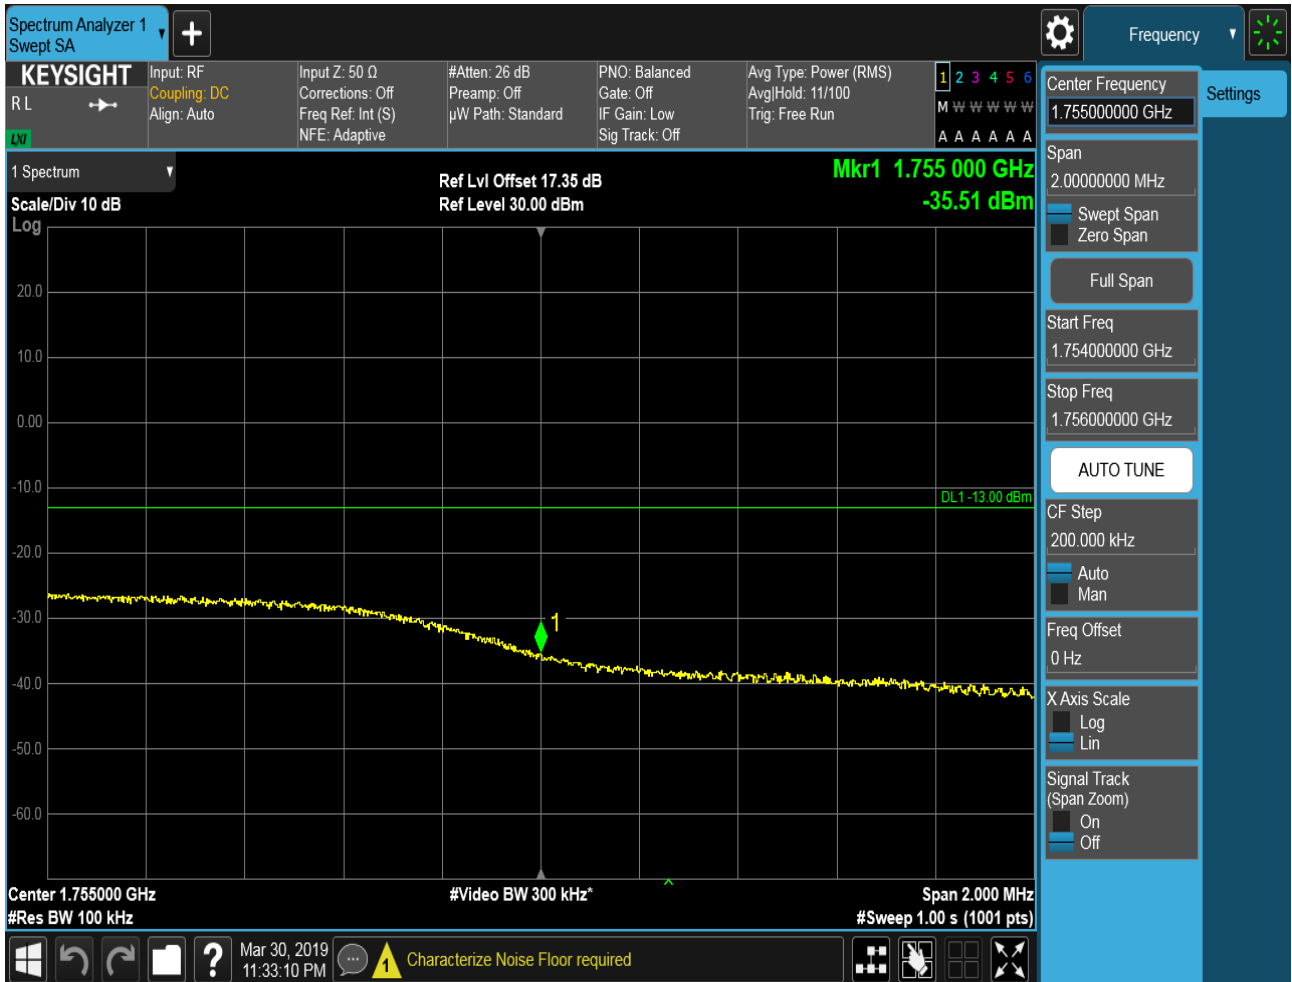 Spectrum Analyzer 1
Swept SA
Frequency
KEYSIGHT
R L
LXI
Input: RF
Coupling: DC
Align: Auto
Input Z: 50 Ω
Corrections: Off
Freq Ref: Int (S)
NFE: Adaptive
#Atten: 26 dB
Preamp: Off
µW Path: Standard
PNO: Balanced
Gate: Off
IF Gain: Low
Sig Track: Off
Avg Type: Power (RMS)
Avg|Hold: 11/100
Trig: Free Run
1 2 3 4 5 6
M W W W W W
A A A A A A
1 Spectrum
Scale/Div 10 dB
Log
Ref Lvl Offset 17.35 dB
Ref Level 30.00 dBm
Mkr1 1.755 000 GHz
-35.51 dBm
20.0
10.0
0.00
-10.0
DL1 -13.00 dBm
-20.0
-30.0
1
-40.0
-50.0
-60.0
Center 1.755000 GHz
#Res BW 100 kHz
#Video BW 300 kHz*
Span 2.000 MHz
#Sweep 1.00 s (1001 pts)
Mar 30, 2019
11:33:10 PM
1
Characterize Noise Floor required
Center Frequency
1.755000000 GHz
Settings
Span
2.00000000 MHz
Swept Span
Zero Span
Full Span
Start Freq
1.754000000 GHz
Stop Freq
1.756000000 GHz
AUTO TUNE
CF Step
200.000 kHz
Auto
Man
Freq Offset
0 Hz
X Axis Scale
Log
Lin
Signal Track
(Span Zoom)
On
Off